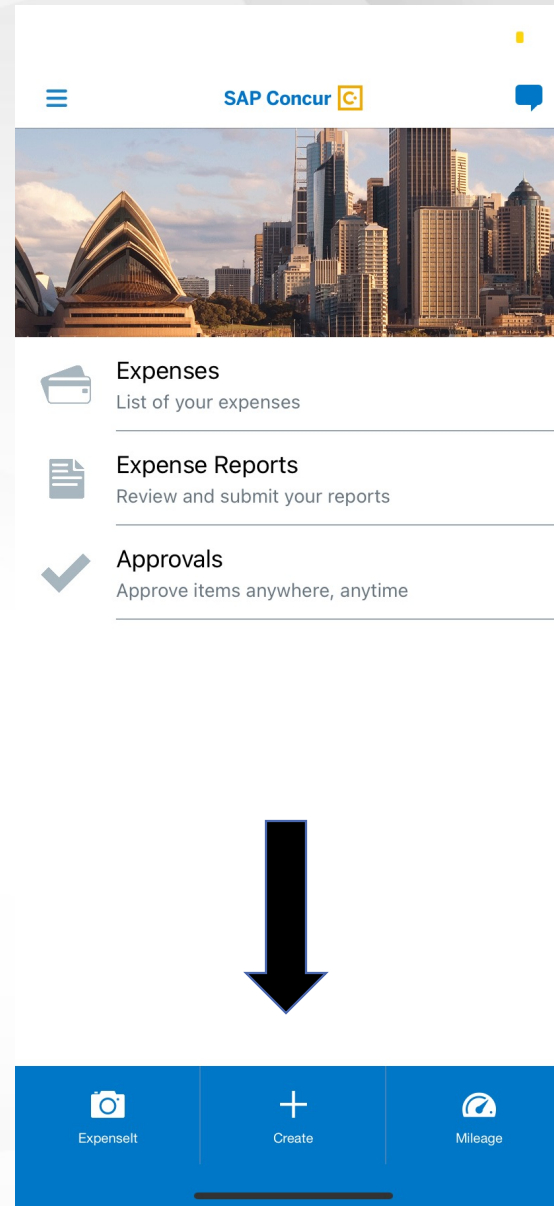 SAP Concur
Expenses
List of your expenses
Expense Reports
Review and submit your reports
Approvals
Approve items anywhere, anytime
ExpenseIt
Create
Mileage